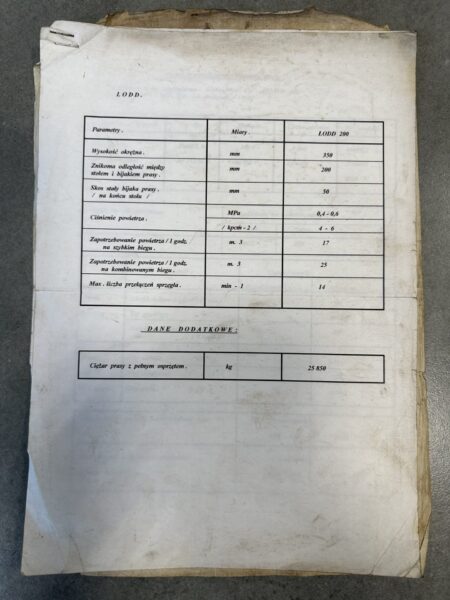 LODD.
Parametry. Miary. LODD 200
Wysokość okrężna. mm 350
Znikoma odległość między
stołem i bijakiem prasy. mm 200
Skos stały bijaka prasy.
/ na końcu stołu / mm 50
Ciśnienie powietrza. MPa 0,4 - 0,6
/ kpcm - 2 / 4 - 6
Zapotrzebowanie powietrza / 1 godz.
na szybkim biegu. m. 3 17
Zapotrzebowanie powietrza / 1 godz.
na kombinowanym biegu. m. 3 25
Max. liczba przełączeń sprzęgła. min - 1 14
DANE DODATKOWE:
Ciężar prasy z pełnym osprzętem. kg 25 850